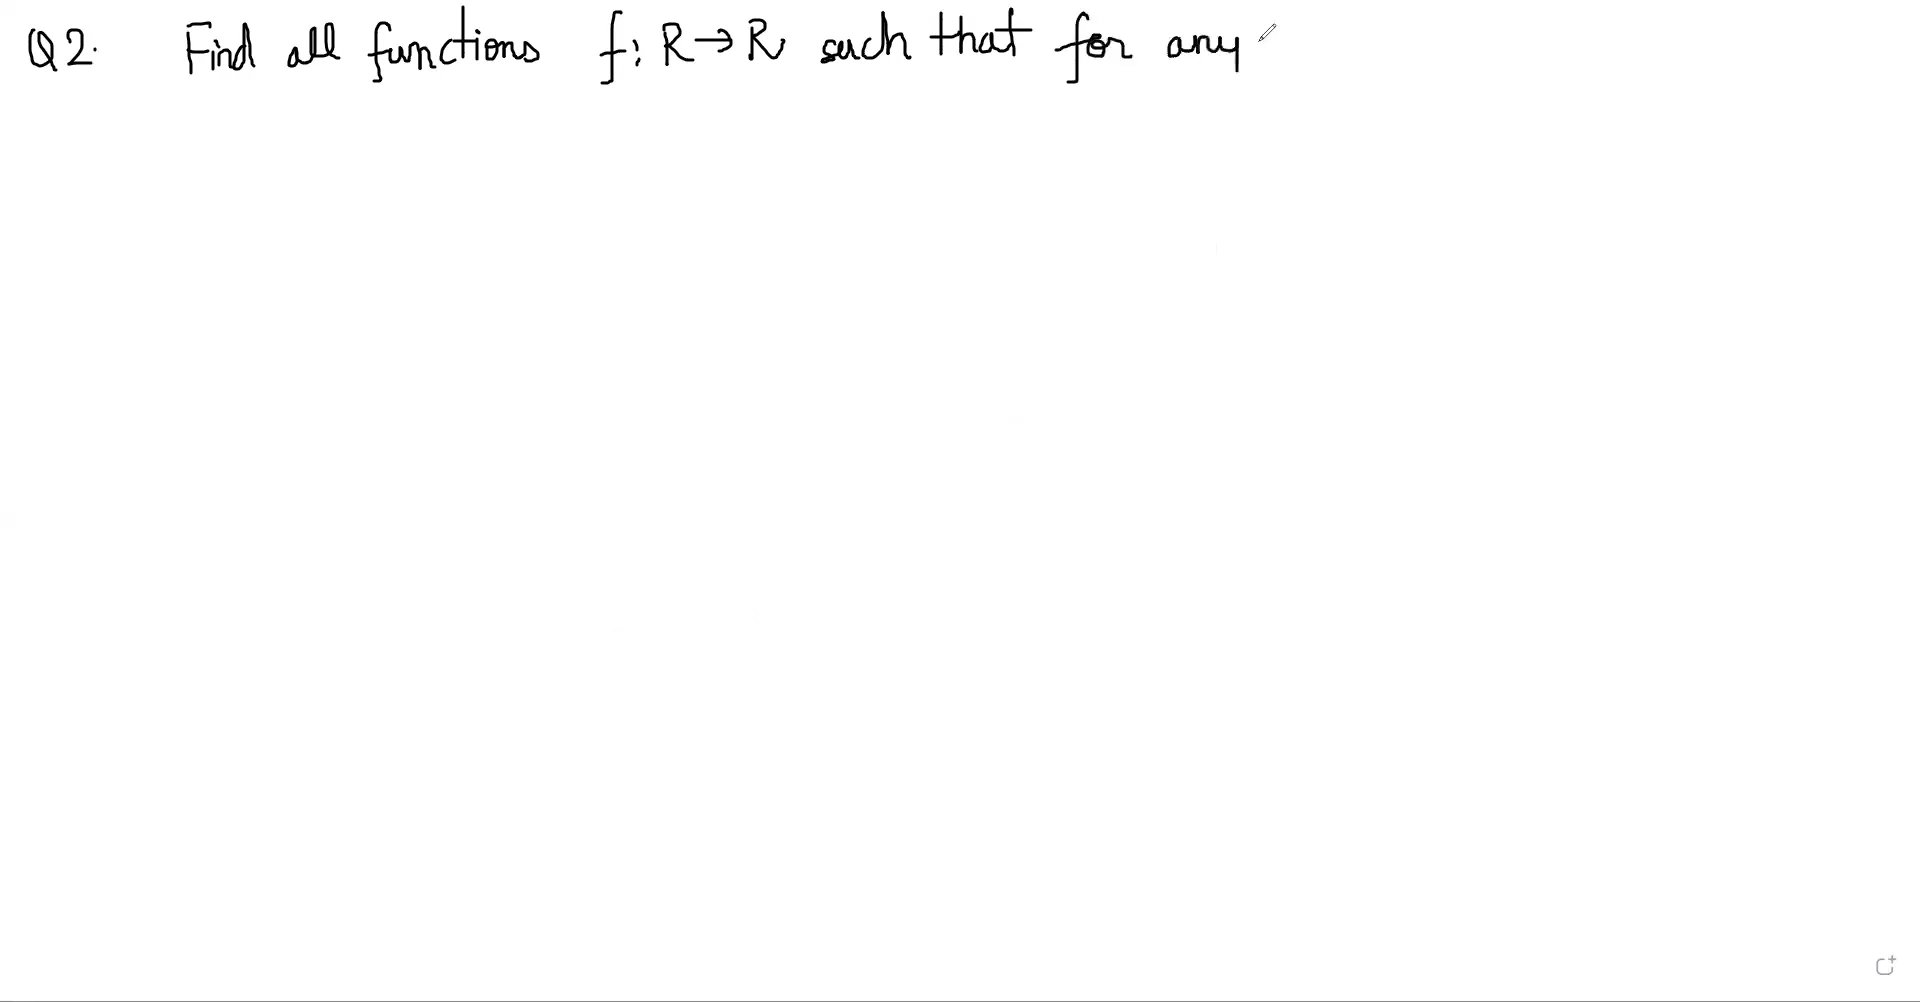 Q2. Find all functions f: R→R such that for any